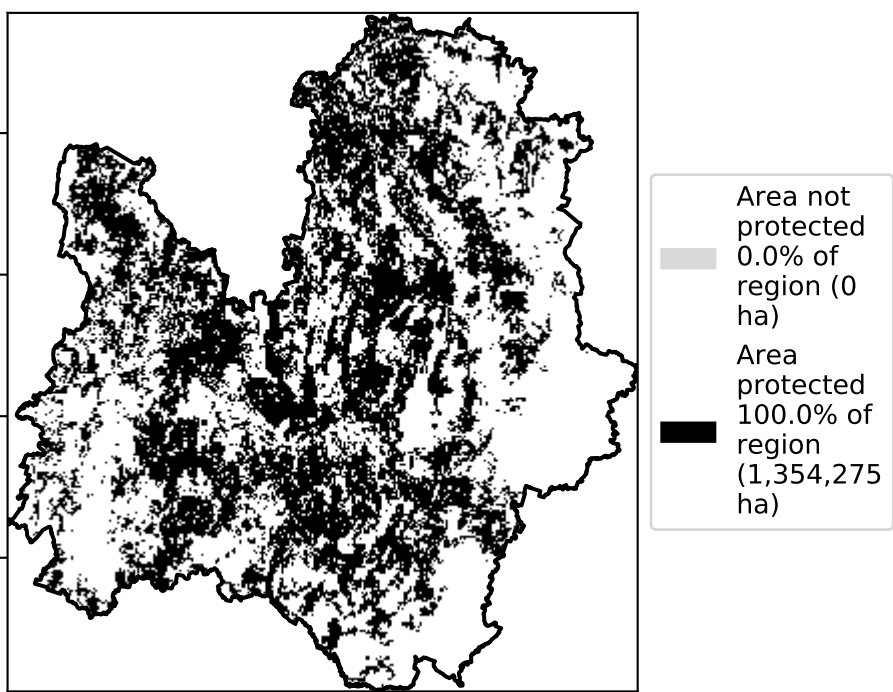 Area not
protected
0.0% of
region (0
ha)
Area
protected
100.0% of
region
(1,354,275
ha)